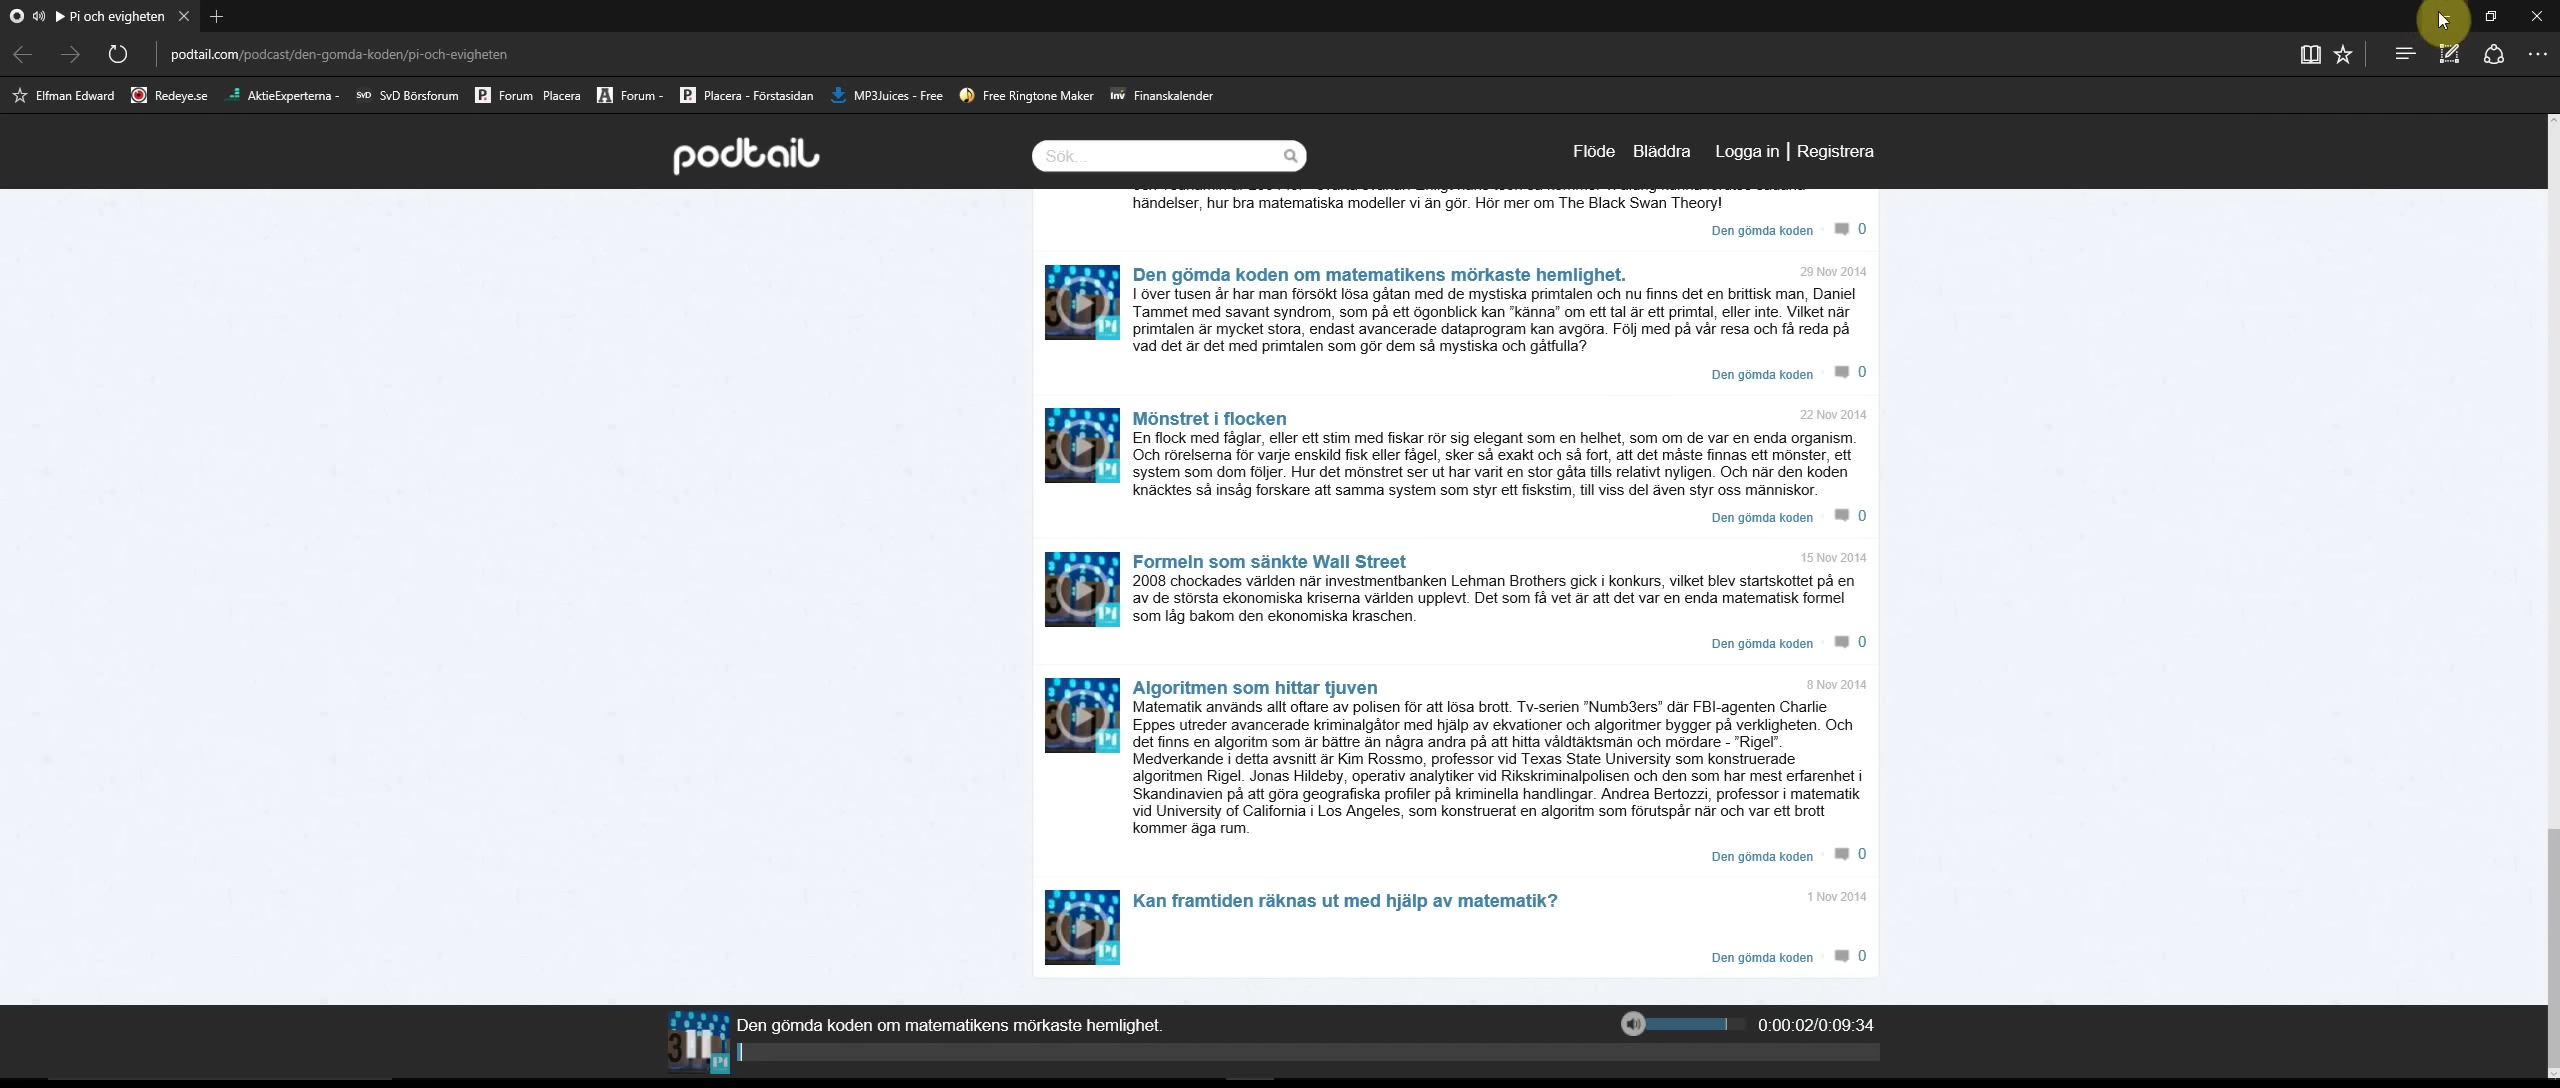 Pi och evigheten
podtail.com/podcast/den-gomda-koden/pi-och-evigheten
Elfman Edward Redeye.se AktieExperterna - SvD Börsforum Forum Placera Forum - Placera - Förstasidan MP3Juices - Free Free Ringtone Maker Finanskalender
podtail Sök... Flöde Bläddra Logga in | Registrera
händelser, hur bra matematiska modeller vi än gör. Hör mer om The Black Swan Theory!
Den gömda koden 0
Den gömda koden om matematikens mörkaste hemlighet. 29 Nov 2014
I över tusen år har man försökt lösa gåtan med de mystiska primtalen och nu finns det en brittisk man, Daniel
Tammet med savant syndrom, som på ett ögonblick kan ”känna” om ett tal är ett primtal, eller inte. Vilket när
primtalen är mycket stora, endast avancerade dataprogram kan avgöra. Följ med på vår resa och få reda på
vad det är det med primtalen som gör dem så mystiska och gåtfulla?
Den gömda koden 0
Mönstret i flocken 22 Nov 2014
En flock med fåglar, eller ett stim med fiskar rör sig elegant som en helhet, som om de var en enda organism.
Och rörelserna för varje enskild fisk eller fågel, sker så exakt och så fort, att det måste finnas ett mönster, ett
system som dom följer. Hur det mönstret ser ut har varit en stor gåta tills relativt nyligen. Och när den koden
knäcktes så insåg forskare att samma system som styr ett fiskstim, till viss del även styr oss människor.
Den gömda koden 0
Formeln som sänkte Wall Street 15 Nov 2014
2008 chockades världen när investmentbanken Lehman Brothers gick i konkurs, vilket blev startskottet på en
av de största ekonomiska kriserna världen upplevt. Det som få vet är att det var en enda matematisk formel
som låg bakom den ekonomiska kraschen.
Den gömda koden 0
Algoritmen som hittar tjuven 8 Nov 2014
Matematik används allt oftare av polisen för att lösa brott. Tv-serien ”Numb3ers” där FBI-agenten Charlie
Eppes utreder avancerade kriminalgåtor med hjälp av ekvationer och algoritmer bygger på verkligheten. Och
det finns en algoritm som är bättre än några andra på att hitta våldtäktsmän och mördare - ”Rigel”.
Medverkande i detta avsnitt är Kim Rossmo, professor vid Texas State University som konstruerade
algoritmen Rigel. Jonas Hildeby, operativ analytiker vid Rikskriminalpolisen och den som har mest erfarenhet i
Skandinavien på att göra geografiska profiler på kriminella handlingar. Andrea Bertozzi, professor i matematik
vid University of California i Los Angeles, som konstruerat en algoritm som förutspår när och var ett brott
kommer äga rum.
Den gömda koden 0
Kan framtiden räknas ut med hjälp av matematik? 1 Nov 2014
Den gömda koden 0
Den gömda koden om matematikens mörkaste hemlighet. 0:00:02/0:09:34